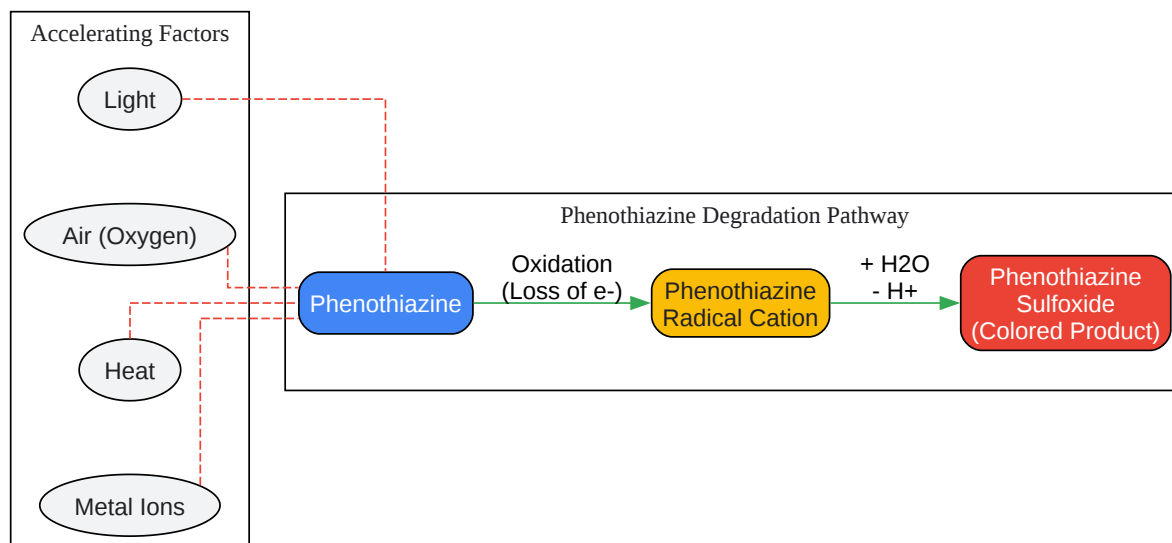 Accelerating Factors
Light
Air (Oxygen)
Heat
Metal Ions
Phenothiazine Degradation Pathway
Phenothiazine
Oxidation
(Loss of e-)
Phenothiazine
Radical Cation
+ H2O
- H+
Phenothiazine
Sulfoxide
(Colored Product)